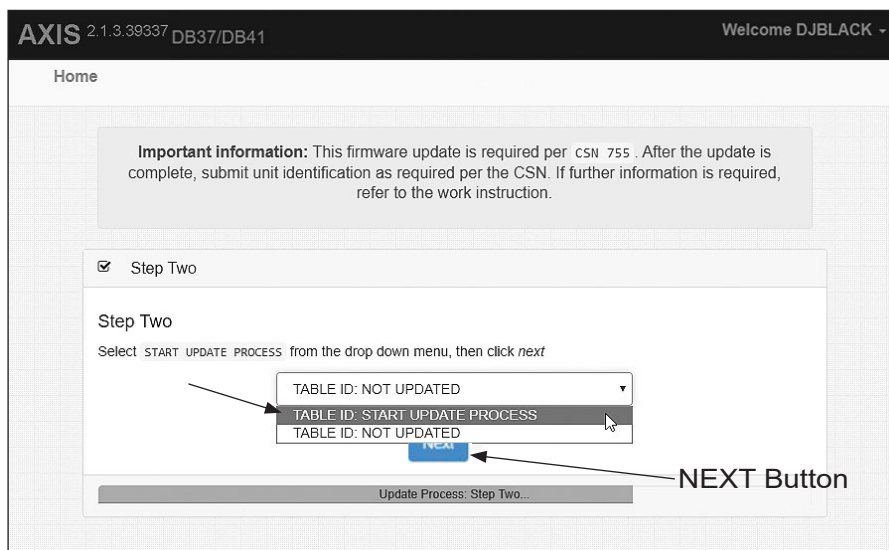 AXIS 2.1.3.39337 DB37/DB41
Welcome DJBLACK
Home
Important information: This firmware update is required per CSN 755. After the update is
complete, submit unit identification as required per the CSN. If further information is required,
refer to the work instruction.
Step Two
Step Two
Select START UPDATE PROCESS from the drop down menu, then click next
TABLE ID: NOT UPDATED
TABLE ID: START UPDATE PROCESS
TABLE ID: NOT UPDATED
Next
NEXT Button
Update Process: Step Two...